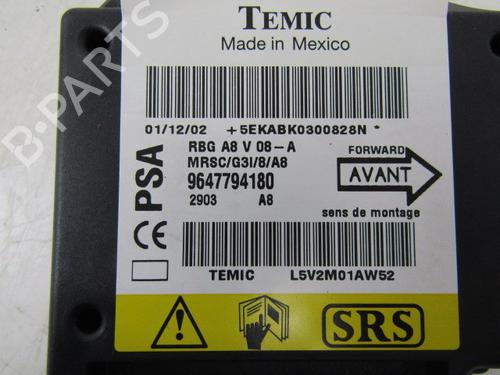 TEMIC
Made in Mexico
01/12/02 +5EKABK0300828N *
PSA
RBG A8 V 08-A
MRSC/G3I/8/A8
9647794180
2903 A8
FORWARD
AVANT
sens de montage
CE
TEMIC L5V2M01AW52
SRS
B-PARTS